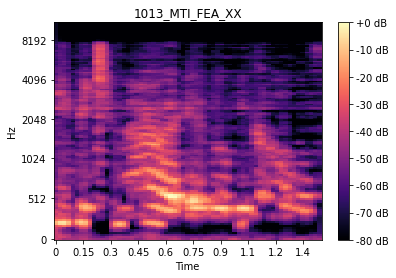 1013_MTI_FEA_XX
+0 dB
8192
-10 dB
4096
-20 dB
-30 dB
2048
Hz
-40 dB
1024
-50 dB
512
-60 dB
-70 dB
0
-80 dB
0 0.15 0.3 0.45 0.6 0.75 0.9 1.1 1.2 1.4
Time